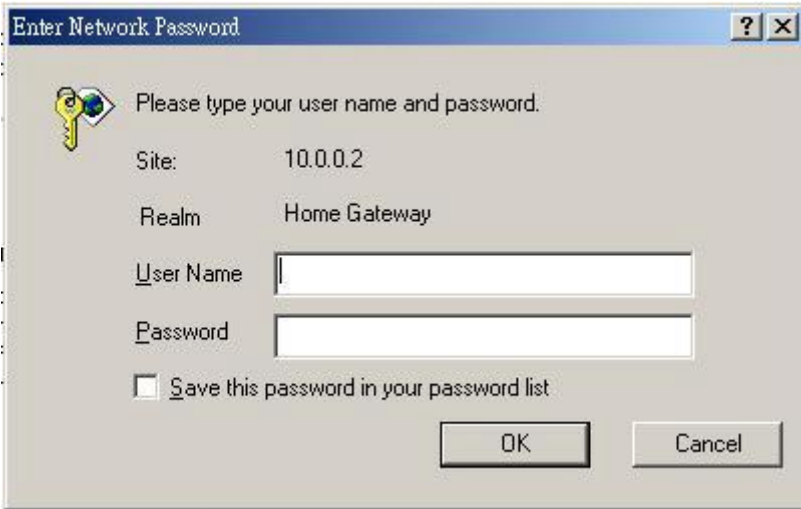 Enter Network Password
Please type your user name and password.
Site: 10.0.0.2
Realm Home Gateway
User Name
Password
Save this password in your password list
OK Cancel